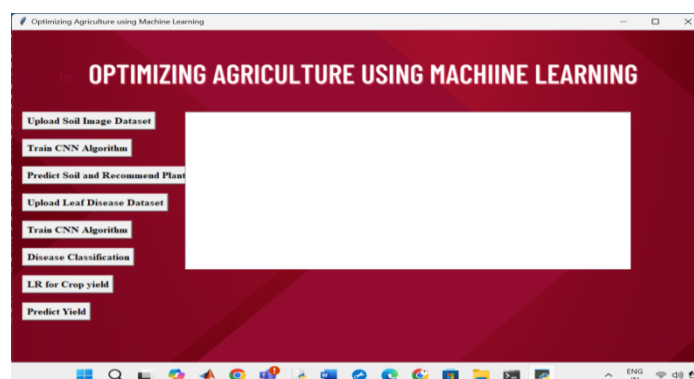 Optimizing Agriculture using Machine Learning
OPTIMIZING AGRICULTURE USING MACHIINE LEARNING
Upload Soil Image Dataset
Train CNN Algorithm
Predict Soil and Recommend Plant
Upload Leaf Disease Dataset
Train CNN Algorithm
Disease Classification
LR for Crop yield
Predict Yield
ENG